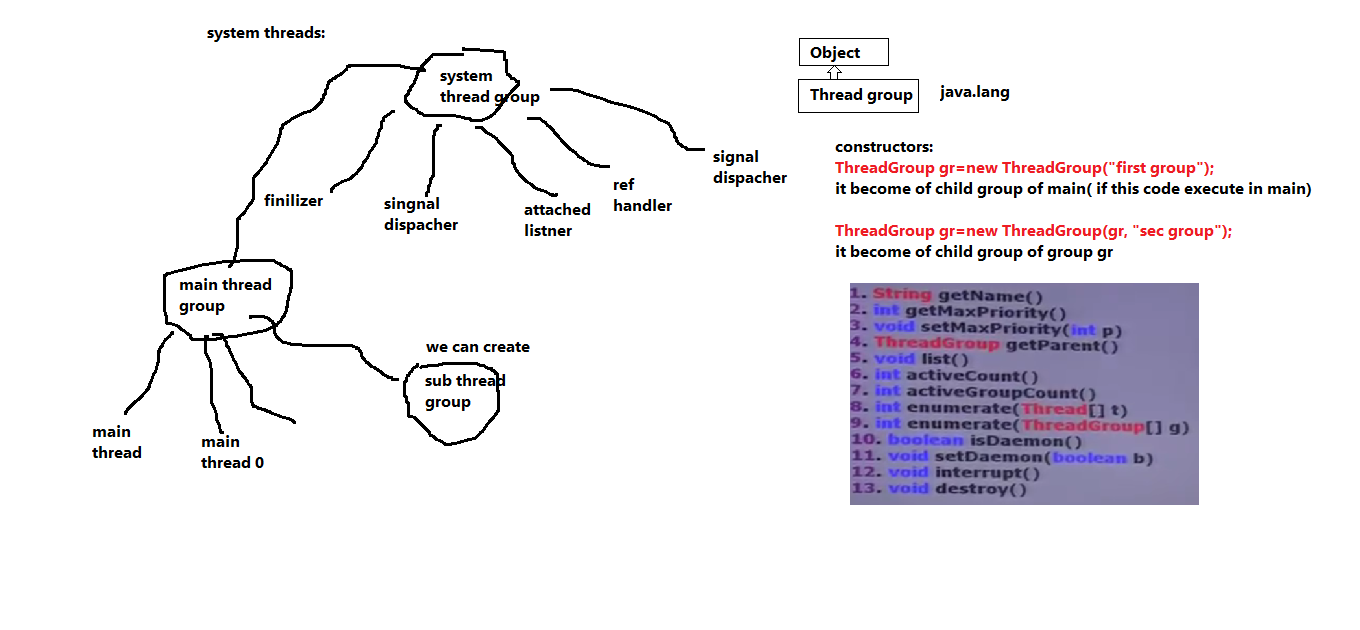 system threads:
system
thread group
finilizer
singnal
dispacher
attached
listner
ref
handler
signal
dispacher
main thread
group
we can create
sub thread
group
main
thread
main
thread 0
Object
Thread group
java.lang
constructors:
ThreadGroup gr=new ThreadGroup("first group");
it become of child group of main( if this code execute in main)
ThreadGroup gr=new ThreadGroup(gr, "sec group");
it become of child group of group gr
1. String getName()
2. int getMaxPriority()
3. void setMaxPriority(int p)
4. ThreadGroup getParent()
5. void list()
6. int activeCount()
7. int activeGroupCount()
8. int enumerate(Thread[] t)
9. int enumerate(ThreadGroup[] g)
10. boolean isDaemon()
11. void setDaemon(boolean b)
12. void interrupt()
13. void destroy()